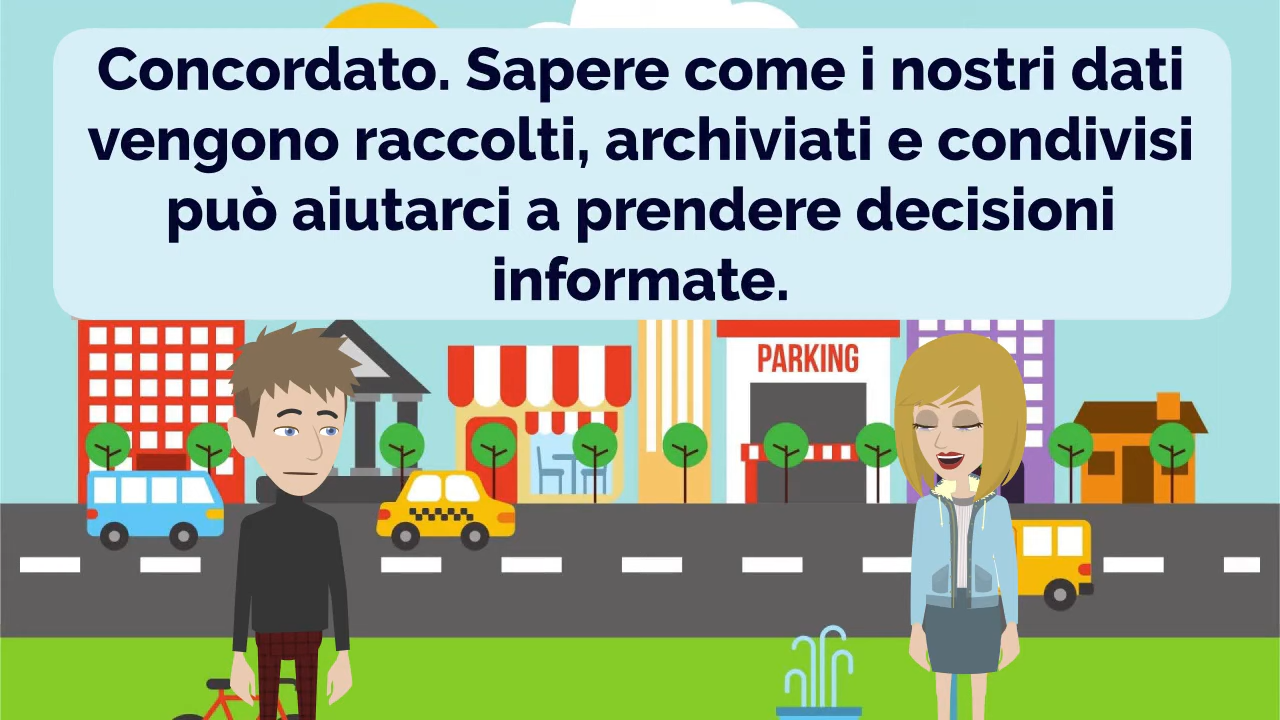 Concordato. Sapere come i nostri dati
vengono raccolti, archiviati e condivisi
può aiutarci a prendere decisioni
informate.
PARKING